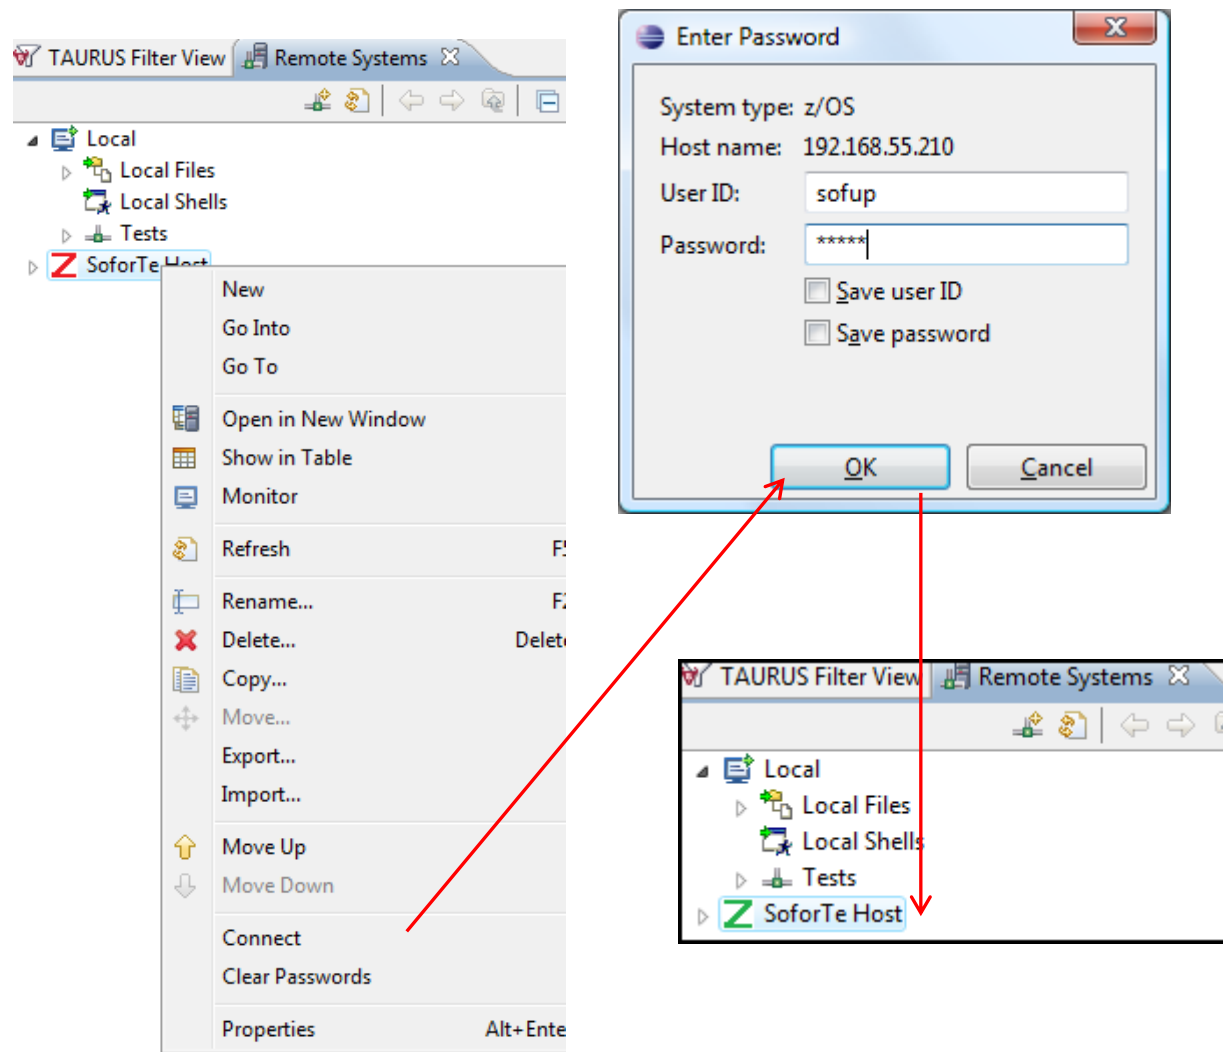 TAURUS Filter View
Remote Systems
Local
Local Files
Local Shells
Tests
SoforTe Host
New
Go Into
Go To
Open in New Window
Show in Table
Monitor
Refresh F5
Rename... F2
Delete... Delete
Copy...
Move...
Export...
Import...
Move Up
Move Down
Connect
Clear Passwords
Properties Alt+Ente
Enter Password
System type: z/OS
Host name: 192.168.55.210
User ID: sofup
Password: *****
Save user ID
Save password
OK Cancel
TAURUS Filter View
Remote Systems
Local
Local Files
Local Shells
Tests
SoforTe Host